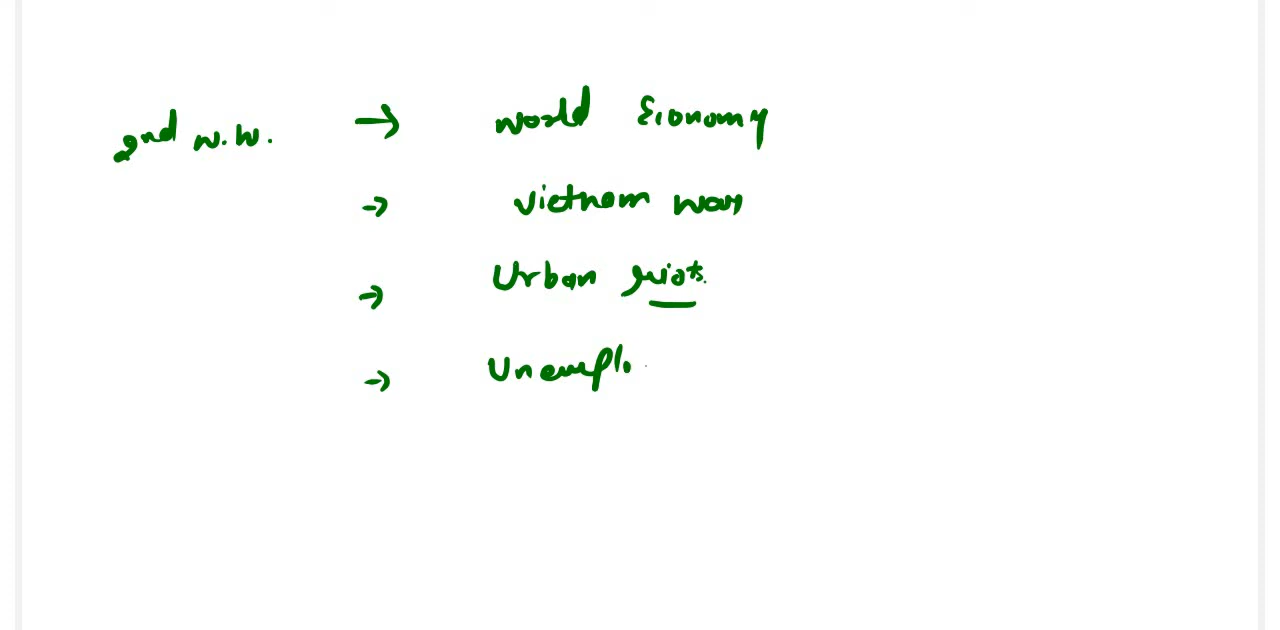 2nd W.W. → World Economy
→ Vietnam War
→ Urban riots.
→ Unemplo